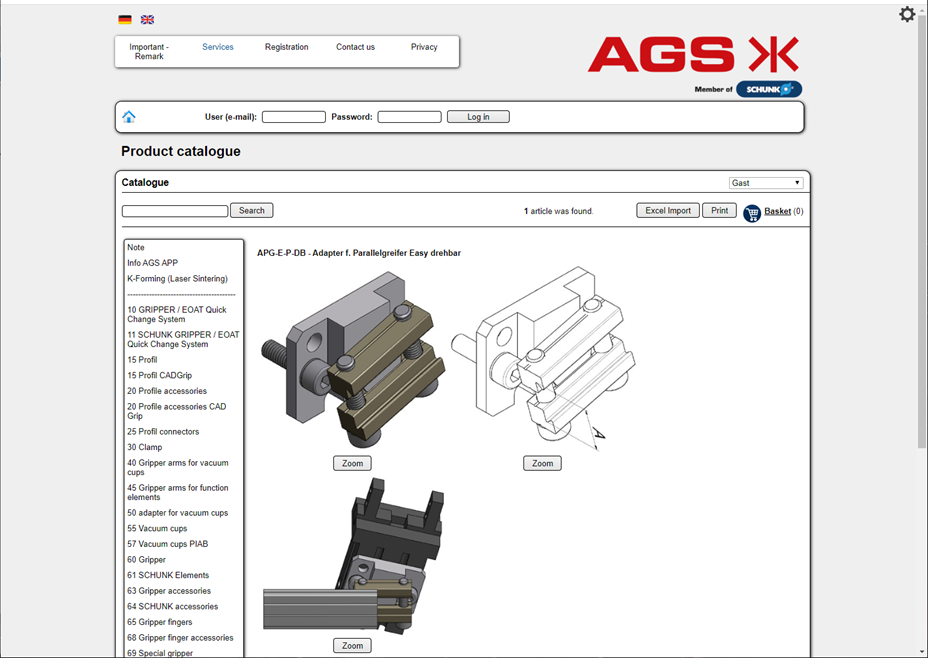 Important -
Remark
Services
Registration
Contact us
Privacy
AGS
Member of SCHUNK
User (e-mail):
Password:
Log in
Product catalogue
Catalogue
Gast
Search
1 article was found.
Excel Import
Print
Basket (0)
Note
Info AGS APP
K-Forming (Laser Sintering)
----------------------------------------
10 GRIPPER / EOAT Quick
Change System
11 SCHUNK GRIPPER / EOAT
Quick Change System
15 Profil
15 Profil CADGrip
20 Profile accessories
20 Profile accessories CAD
Grip
25 Profil connectors
30 Clamp
40 Gripper arms for vacuum
cups
45 Gripper arms for function
elements
50 adapter for vacuum cups
55 Vacuum cups
57 Vacuum cups PIAB
60 Gripper
61 SCHUNK Elements
63 Gripper accessories
64 SCHUNK accessories
65 Gripper fingers
68 Gripper finger accessories
69 Special gripper
APG-E-P-DB - Adapter f. Parallelgreifer Easy drehbar
A
Zoom
Zoom
Zoom